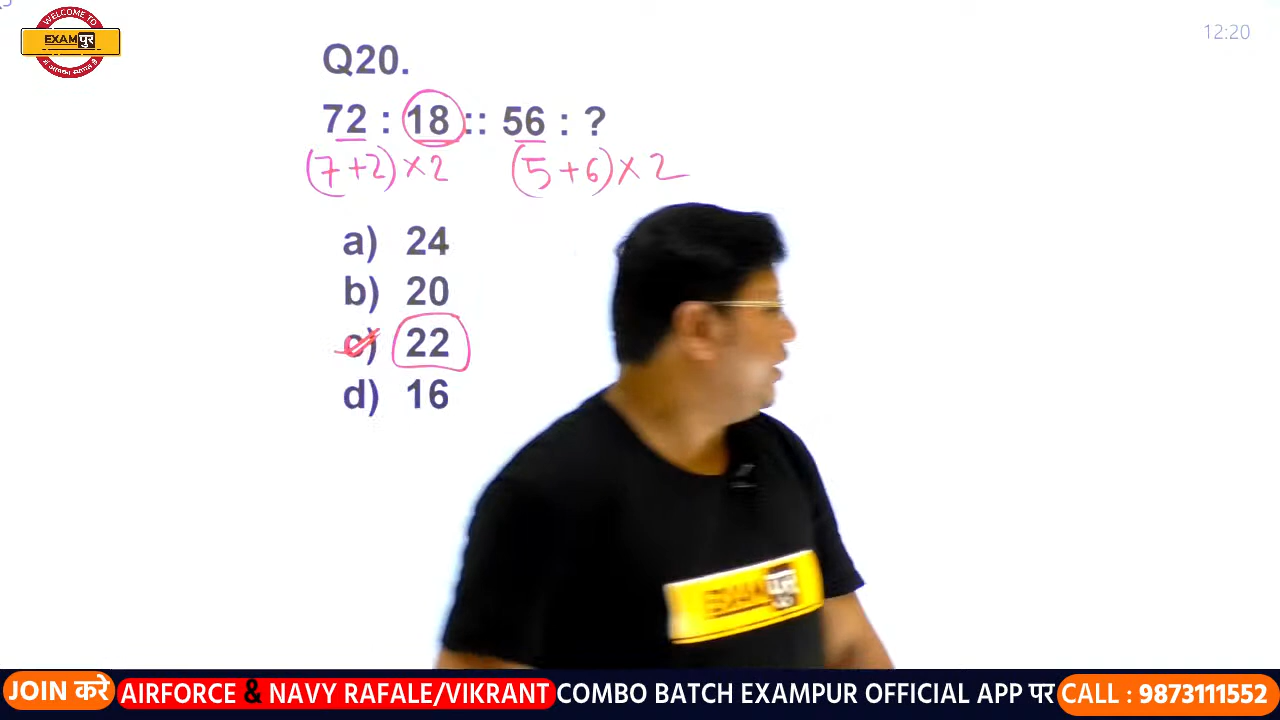 WELCOME TO
EXAMपुर
12:20
Q20.
72 : 18 :: 56 : ?
(7+2)×2 (5+6)×2
a) 24
b) 20
c) 22
d) 16
EXAMपुर
JOIN करे AIRFORCE & NAVY RAFALE/VIKRANT COMBO BATCH EXAMPUR OFFICIAL APP पर CALL : 9873111552